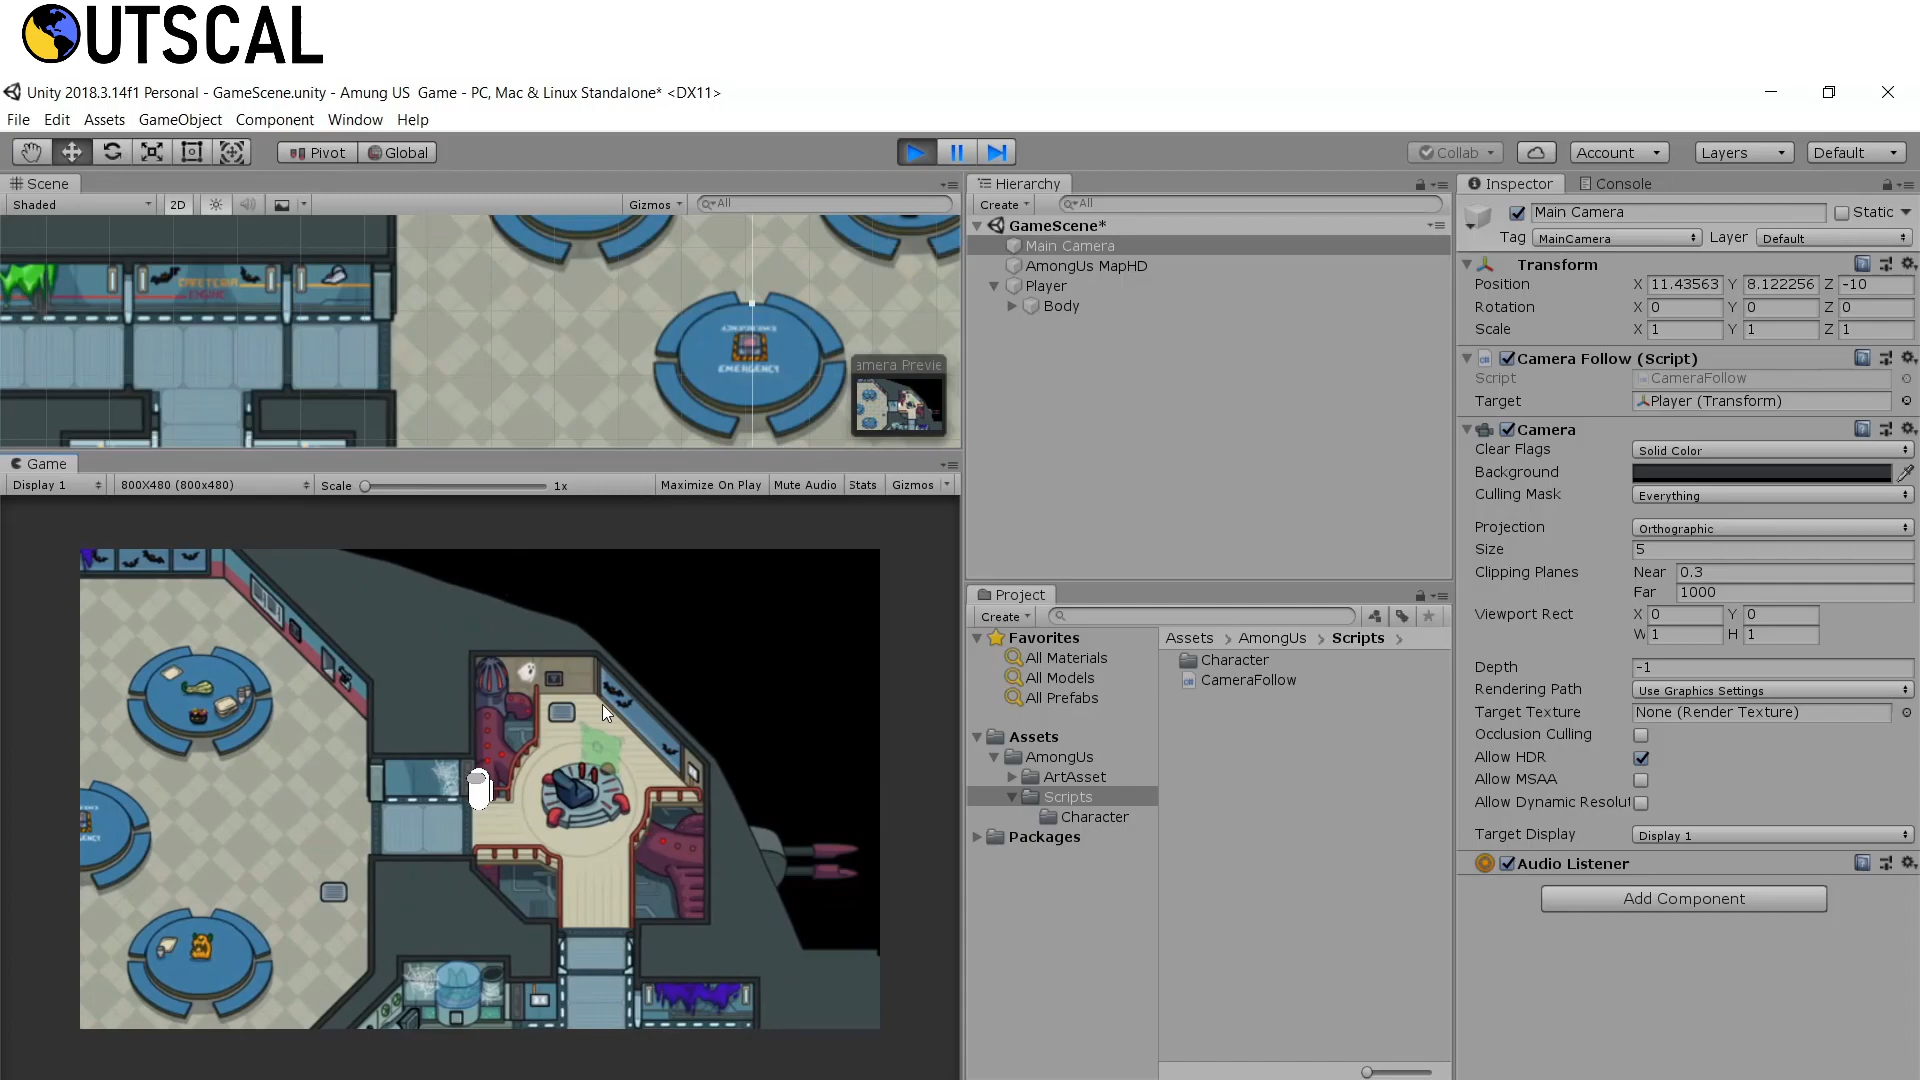 OUTSCAL
Unity 2018.3.14f1 Personal - GameScene.unity - Amung US Game - PC, Mac & Linux Standalone* <DX11>
File Edit Assets GameObject Component Window Help
Pivot Global Collab Account Layers Default
Scene
Shaded 2D Gizmos All
CAFETERIA
ENGINE
EMERGENCY
amera Previe
Game
Display 1 800X480 (800x480) Scale 1x Maximize On Play Mute Audio Stats Gizmos
Hierarchy
Create All
GameScene*
Main Camera
AmongUs MapHD
Player
Body
Project
Create
Favorites
All Materials
All Models
All Prefabs
Assets
AmongUs
ArtAsset
Scripts
Character
Packages
Assets AmongUs Scripts
Character
CameraFollow
Inspector Console
Main Camera Static
Tag MainCamera Layer Default
Transform
Position X 11.43563 Y 8.122256 Z -10
Rotation X 0 Y 0 Z 0
Scale X 1 Y 1 Z 1
Camera Follow (Script)
Script CameraFollow
Target Player (Transform)
Camera
Clear Flags Solid Color
Background
Culling Mask Everything
Projection Orthographic
Size 5
Clipping Planes Near 0.3
Far 1000
Viewport Rect X 0 Y 0
W 1 H 1
Depth -1
Rendering Path Use Graphics Settings
Target Texture None (Render Texture)
Occlusion Culling
Allow HDR
Allow MSAA
Allow Dynamic Resolut
Target Display Display 1
Audio Listener
Add Component